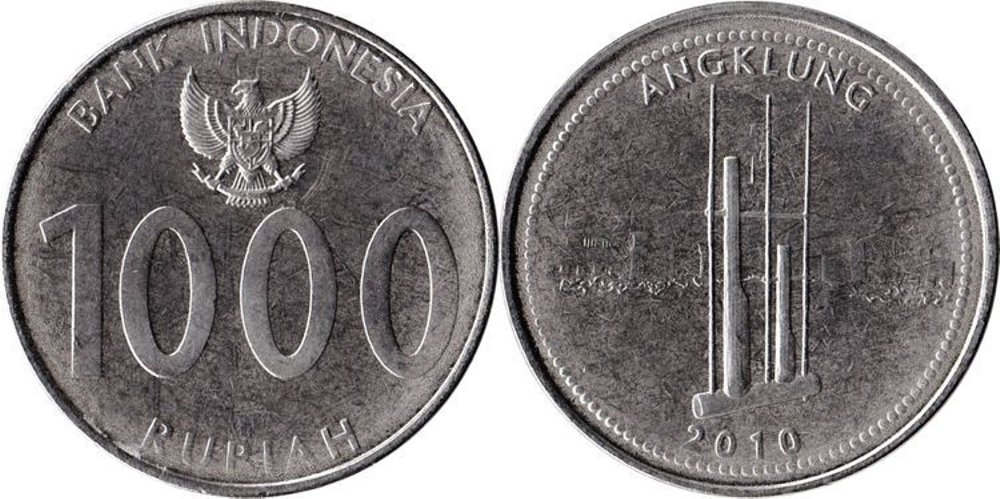 BANK INDONESIA
1000
RUPIAH
ANGKLUNG
2010